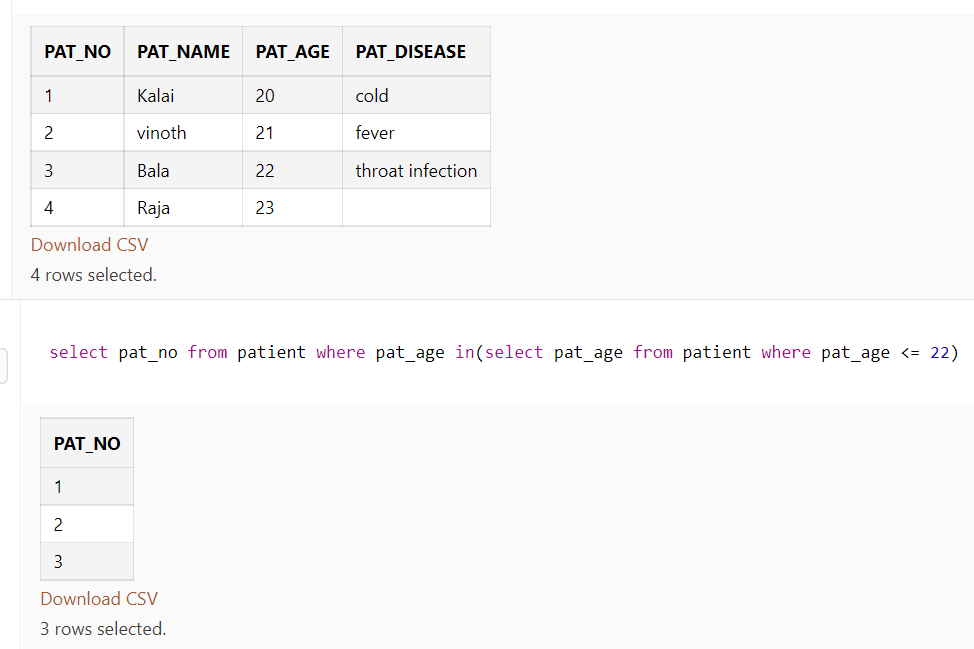 PAT_NO PAT_NAME PAT_AGE PAT_DISEASE
1 Kalai 20 cold
2 vinoth 21 fever
3 Bala 22 throat infection
4 Raja 23
Download CSV
4 rows selected.
select pat_no from patient where pat_age in(select pat_age from patient where pat_age <= 22)
PAT_NO
1
2
3
Download CSV
3 rows selected.